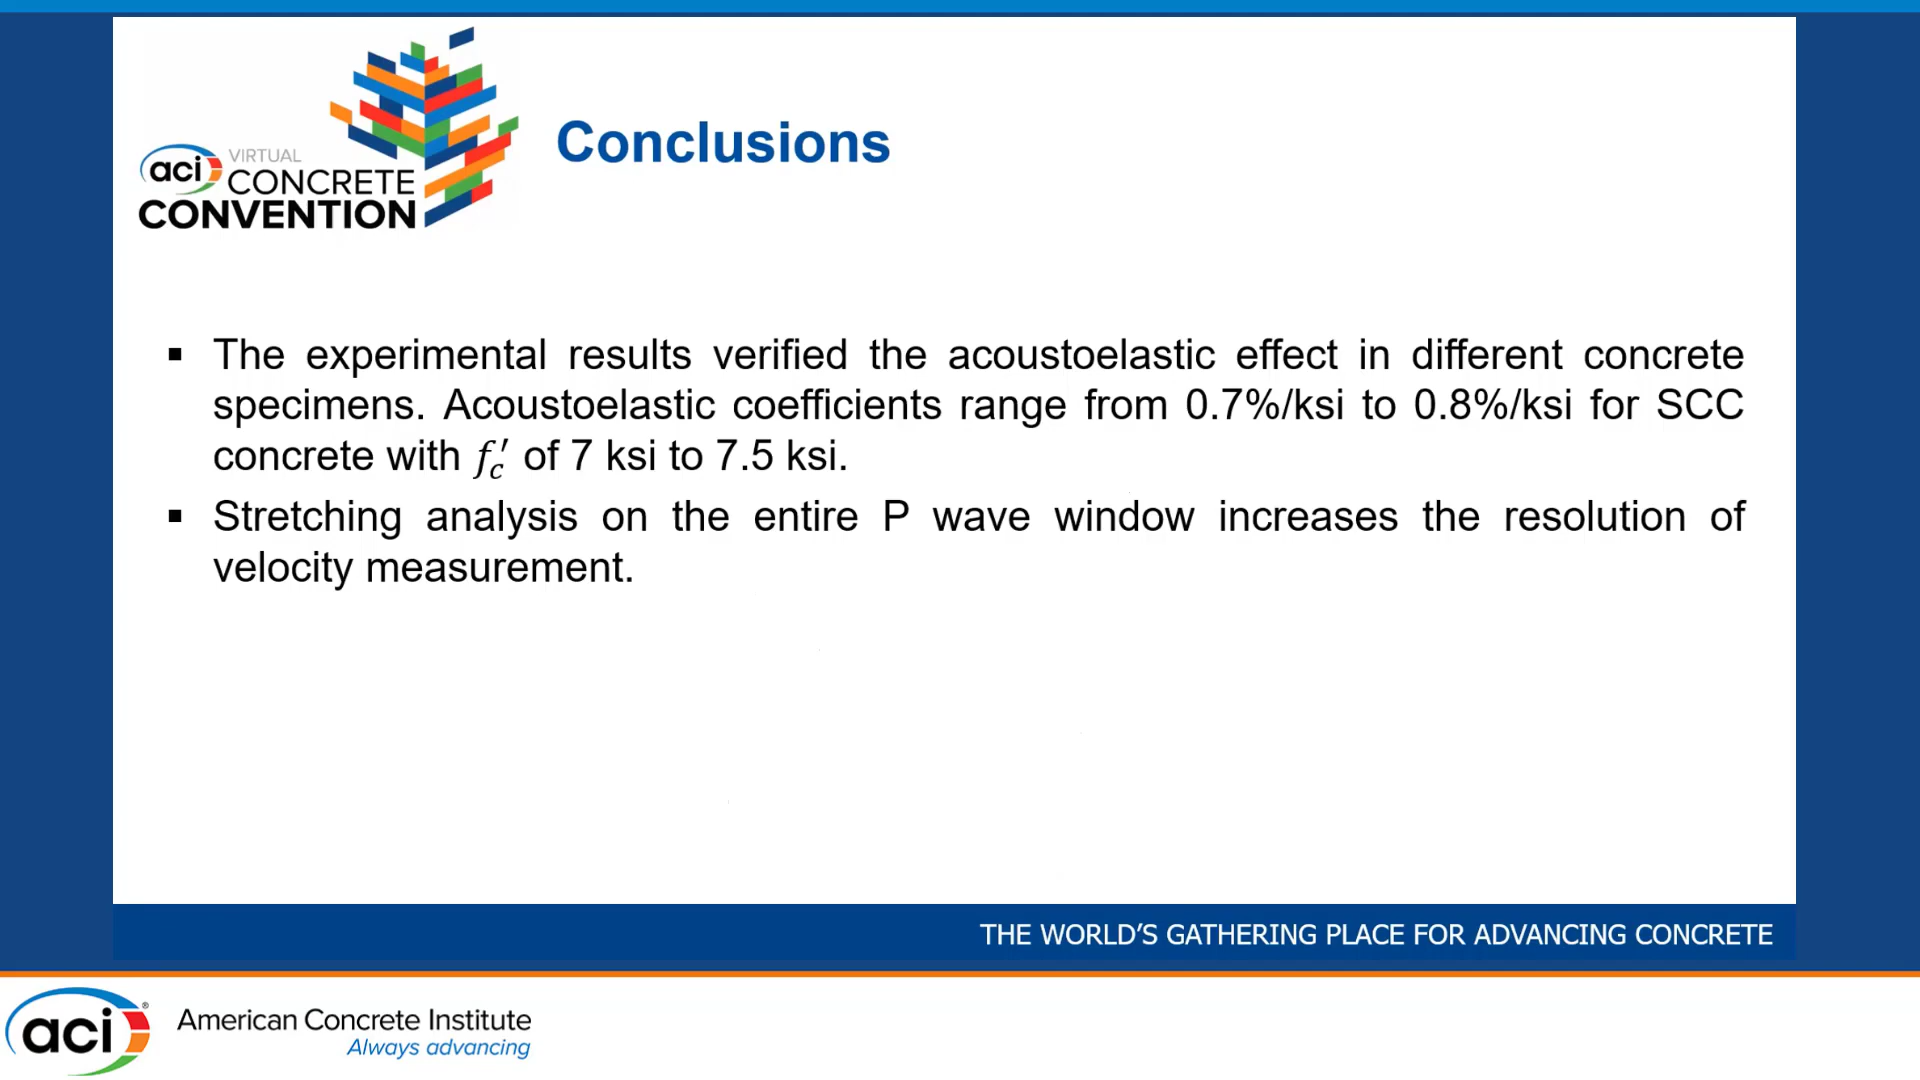 Conclusions
aci VIRTUAL
CONCRETE
CONVENTION
▪ The experimental results verified the acoustoelastic effect in different concrete
specimens. Acoustoelastic coefficients range from 0.7%/ksi to 0.8%/ksi for SCC
concrete with f′c of 7 ksi to 7.5 ksi.
▪ Stretching analysis on the entire P wave window increases the resolution of
velocity measurement.
THE WORLD’S GATHERING PLACE FOR ADVANCING CONCRETE
aci® American Concrete Institute
Always advancing